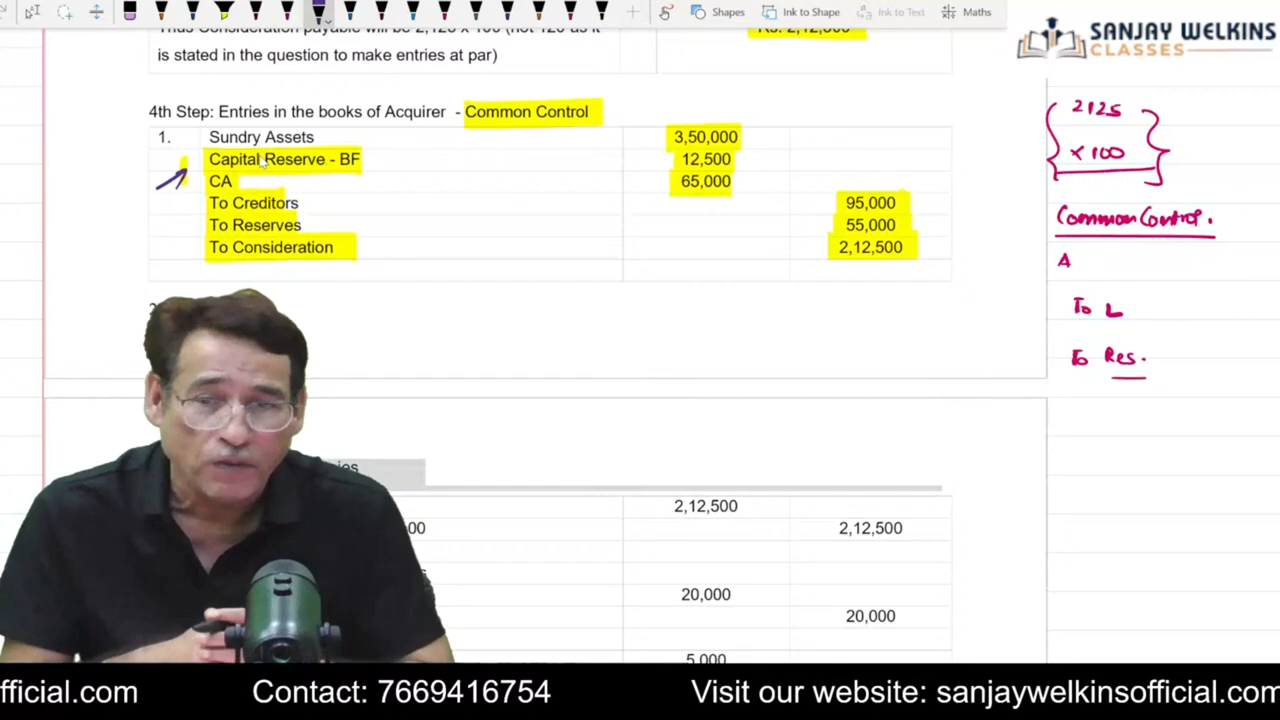 Shapes Ink to Shape Ink to Text Maths
SANJAY WELKINS
CLASSES
is stated in the question to make entries at par)
4th Step: Entries in the books of Acquirer - Common Control
1. Sundry Assets 3,50,000
Capital Reserve - BF 12,500
CA 65,000
To Creditors 95,000
To Reserves 55,000
To Consideration 2,12,500
2125
×100
Common Control.
A
To L
To Res.
2,12,500
00 2,12,500
20,000
20,000
5,000
fficial.com Contact: 7669416754 Visit our website: sanjaywelkinsofficial.com